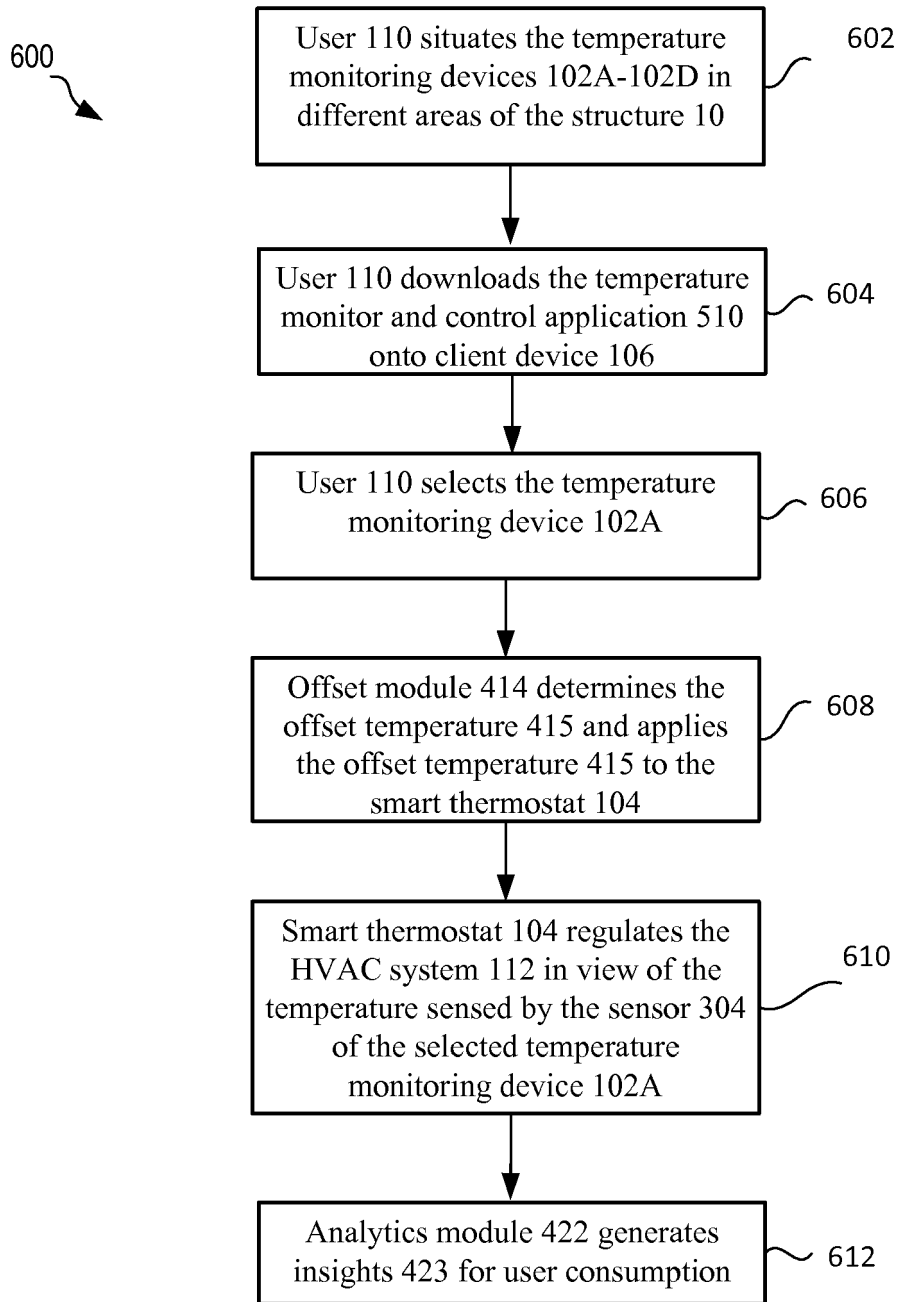 600
User 110 situates the temperature
monitoring devices 102A-102D in
different areas of the structure 10
602
User 110 downloads the temperature
monitor and control application 510
onto client device 106
604
User 110 selects the temperature
monitoring device 102A
606
Offset module 414 determines the
offset temperature 415 and applies
the offset temperature 415 to the
smart thermostat 104
608
Smart thermostat 104 regulates the
HVAC system 112 in view of the
temperature sensed by the sensor 304
of the selected temperature
monitoring device 102A
610
Analytics module 422 generates
insights 423 for user consumption
612